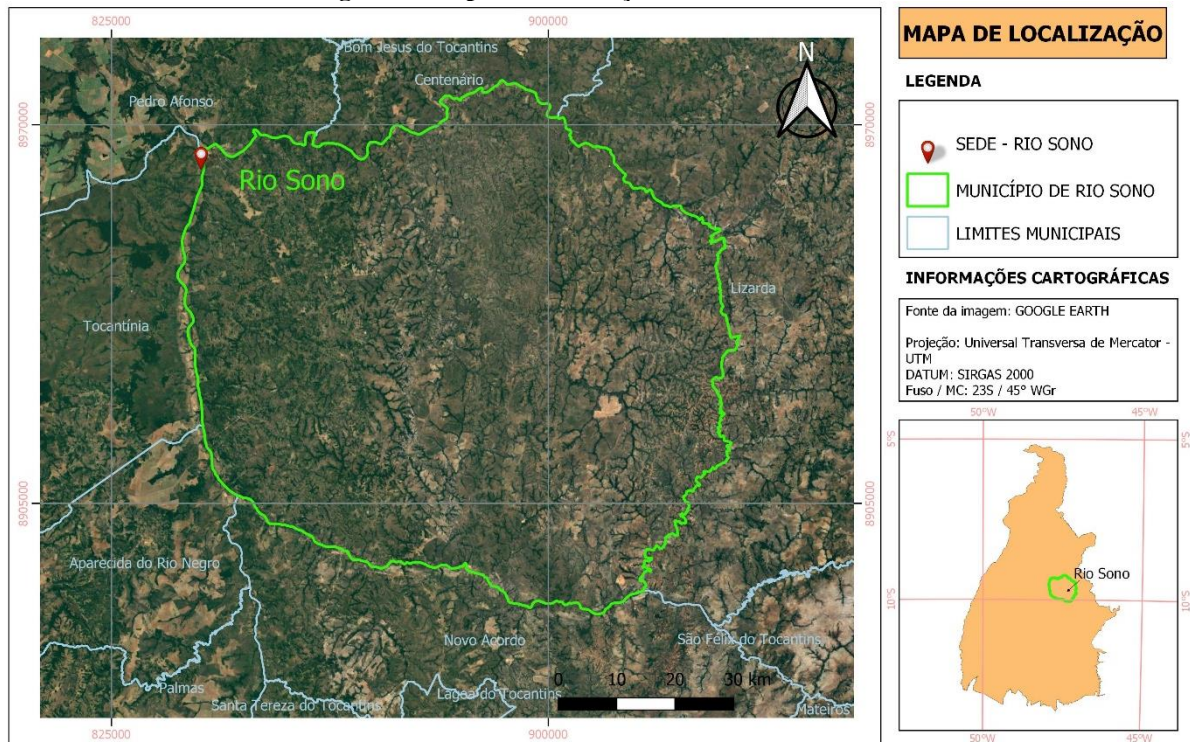 825000
900000
Bom Jesus do Tocantins
Centenário
N
Pedro Afonso
8970000
8970000
Rio Sono
Lizarda
Tocantínia
8905000
8905000
Aparecida do Rio Negro
Novo Acordo
São Félix do Tocantins
Palmas
Lagoa do Tocantins
Santa Tereza do Tocantins
Mateiros
0 10 20 30 km
825000
900000
MAPA DE LOCALIZAÇÃO
LEGENDA
SEDE - RIO SONO
MUNICÍPIO DE RIO SONO
LIMITES MUNICIPAIS
INFORMAÇÕES CARTOGRÁFICAS
Fonte da imagem: GOOGLE EARTH
Projeção: Universal Transversa de Mercator -
UTM
DATUM: SIRGAS 2000
Fuso / MC: 23S / 45° WGr
50°W
45°W
5°S
5°S
Rio Sono
10°S
10°S
50°W
45°W